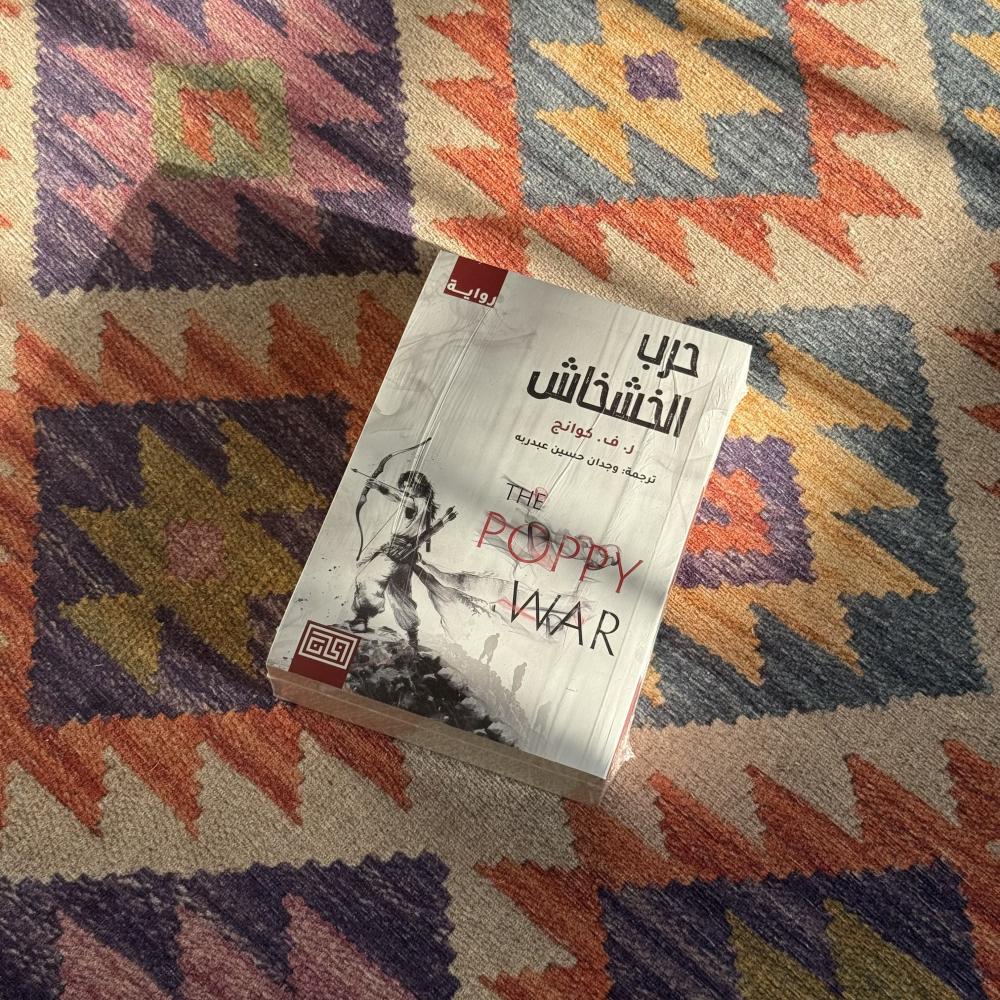 رواية
حرب
الخشخاش
ر. ف. كوانج
ترجمة: وجدان حسين عبدربه
THE
POPPY
WAR